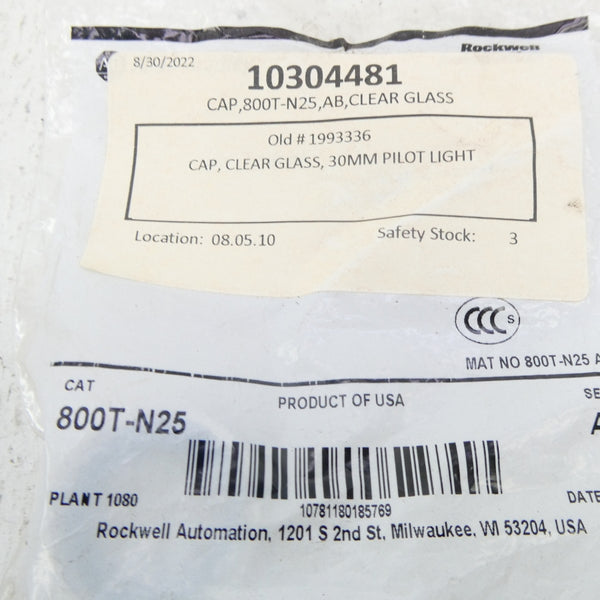 Rockwell
8/30/2022
10304481
CAP,800T-N25,AB,CLEAR GLASS
Old # 1993336
CAP, CLEAR GLASS, 30MM PILOT LIGHT
Location: 08.05.10 Safety Stock: 3
CCC S
MAT NO 800T-N25 A
CAT
PRODUCT OF USA
SE
800T-N25
A
PLANT 1080
10781180185769
DATE
Rockwell Automation, 1201 S 2nd St, Milwaukee, WI 53204, USA